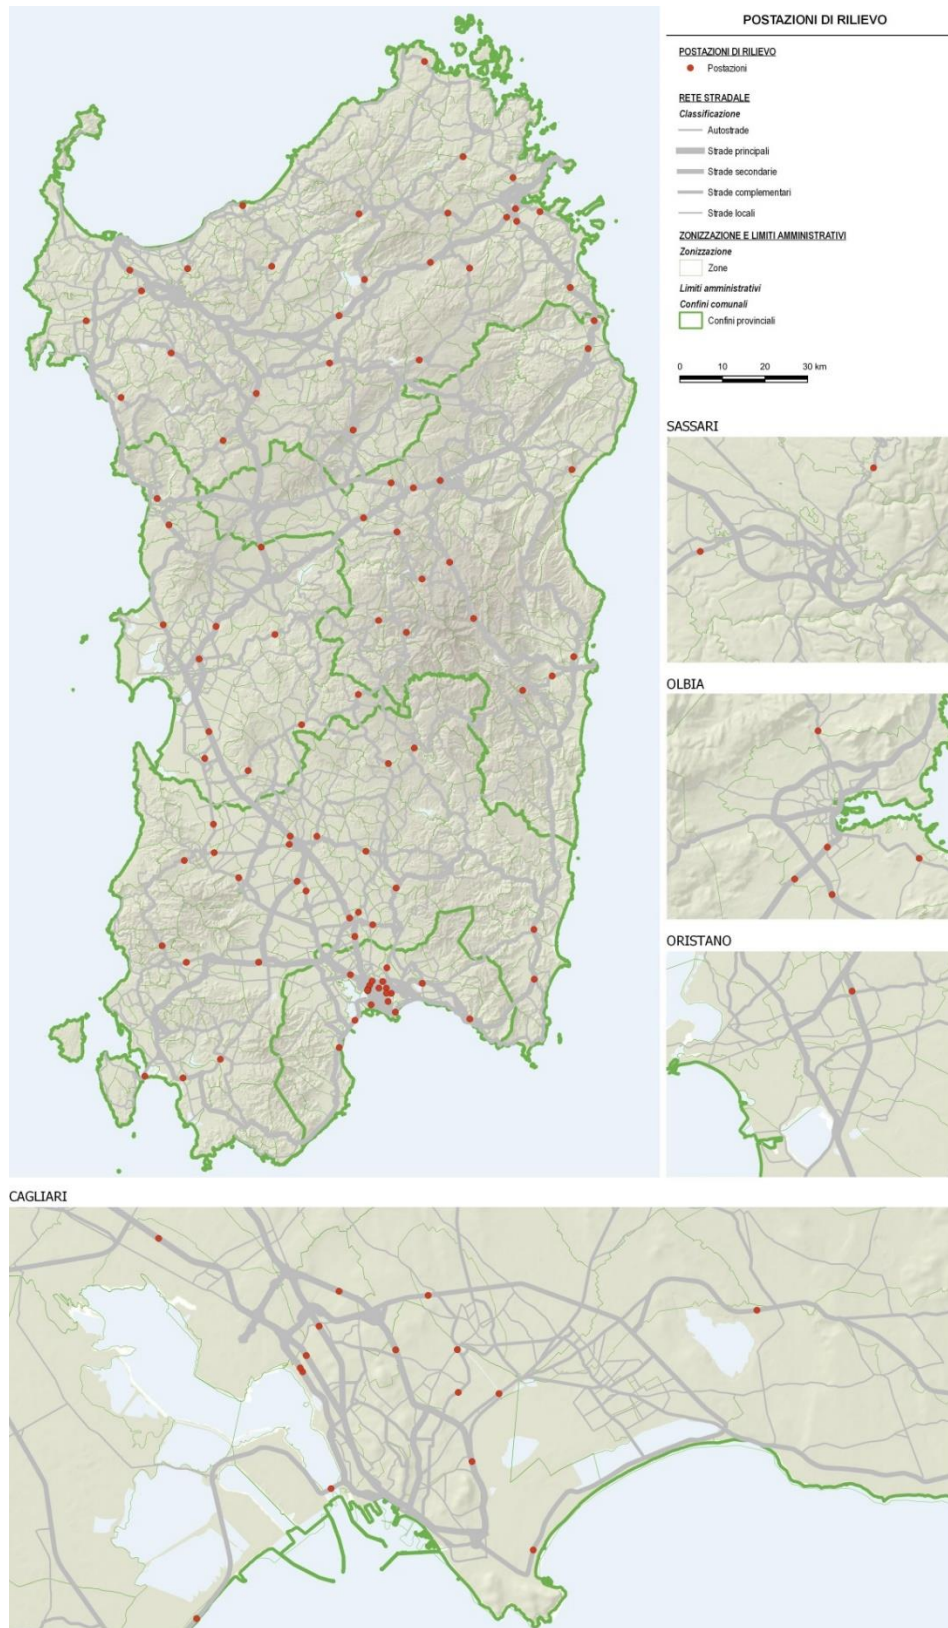 POSTAZIONI DI RILIEVO
POSTAZIONI DI RILIEVO
Postazioni
RETE STRADALE
Classificazione
Autostrade
Strade principali
Strade secondarie
Strade complementari
Strade locali
ZONIZZAZIONE E LIMITI AMMINISTRATIVI
Zonizzazione
Zone
Limiti amministrativi
Confini comunali
Confini provinciali
0 10 20 30 km
SASSARI
OLBIA
ORISTANO
CAGLIARI